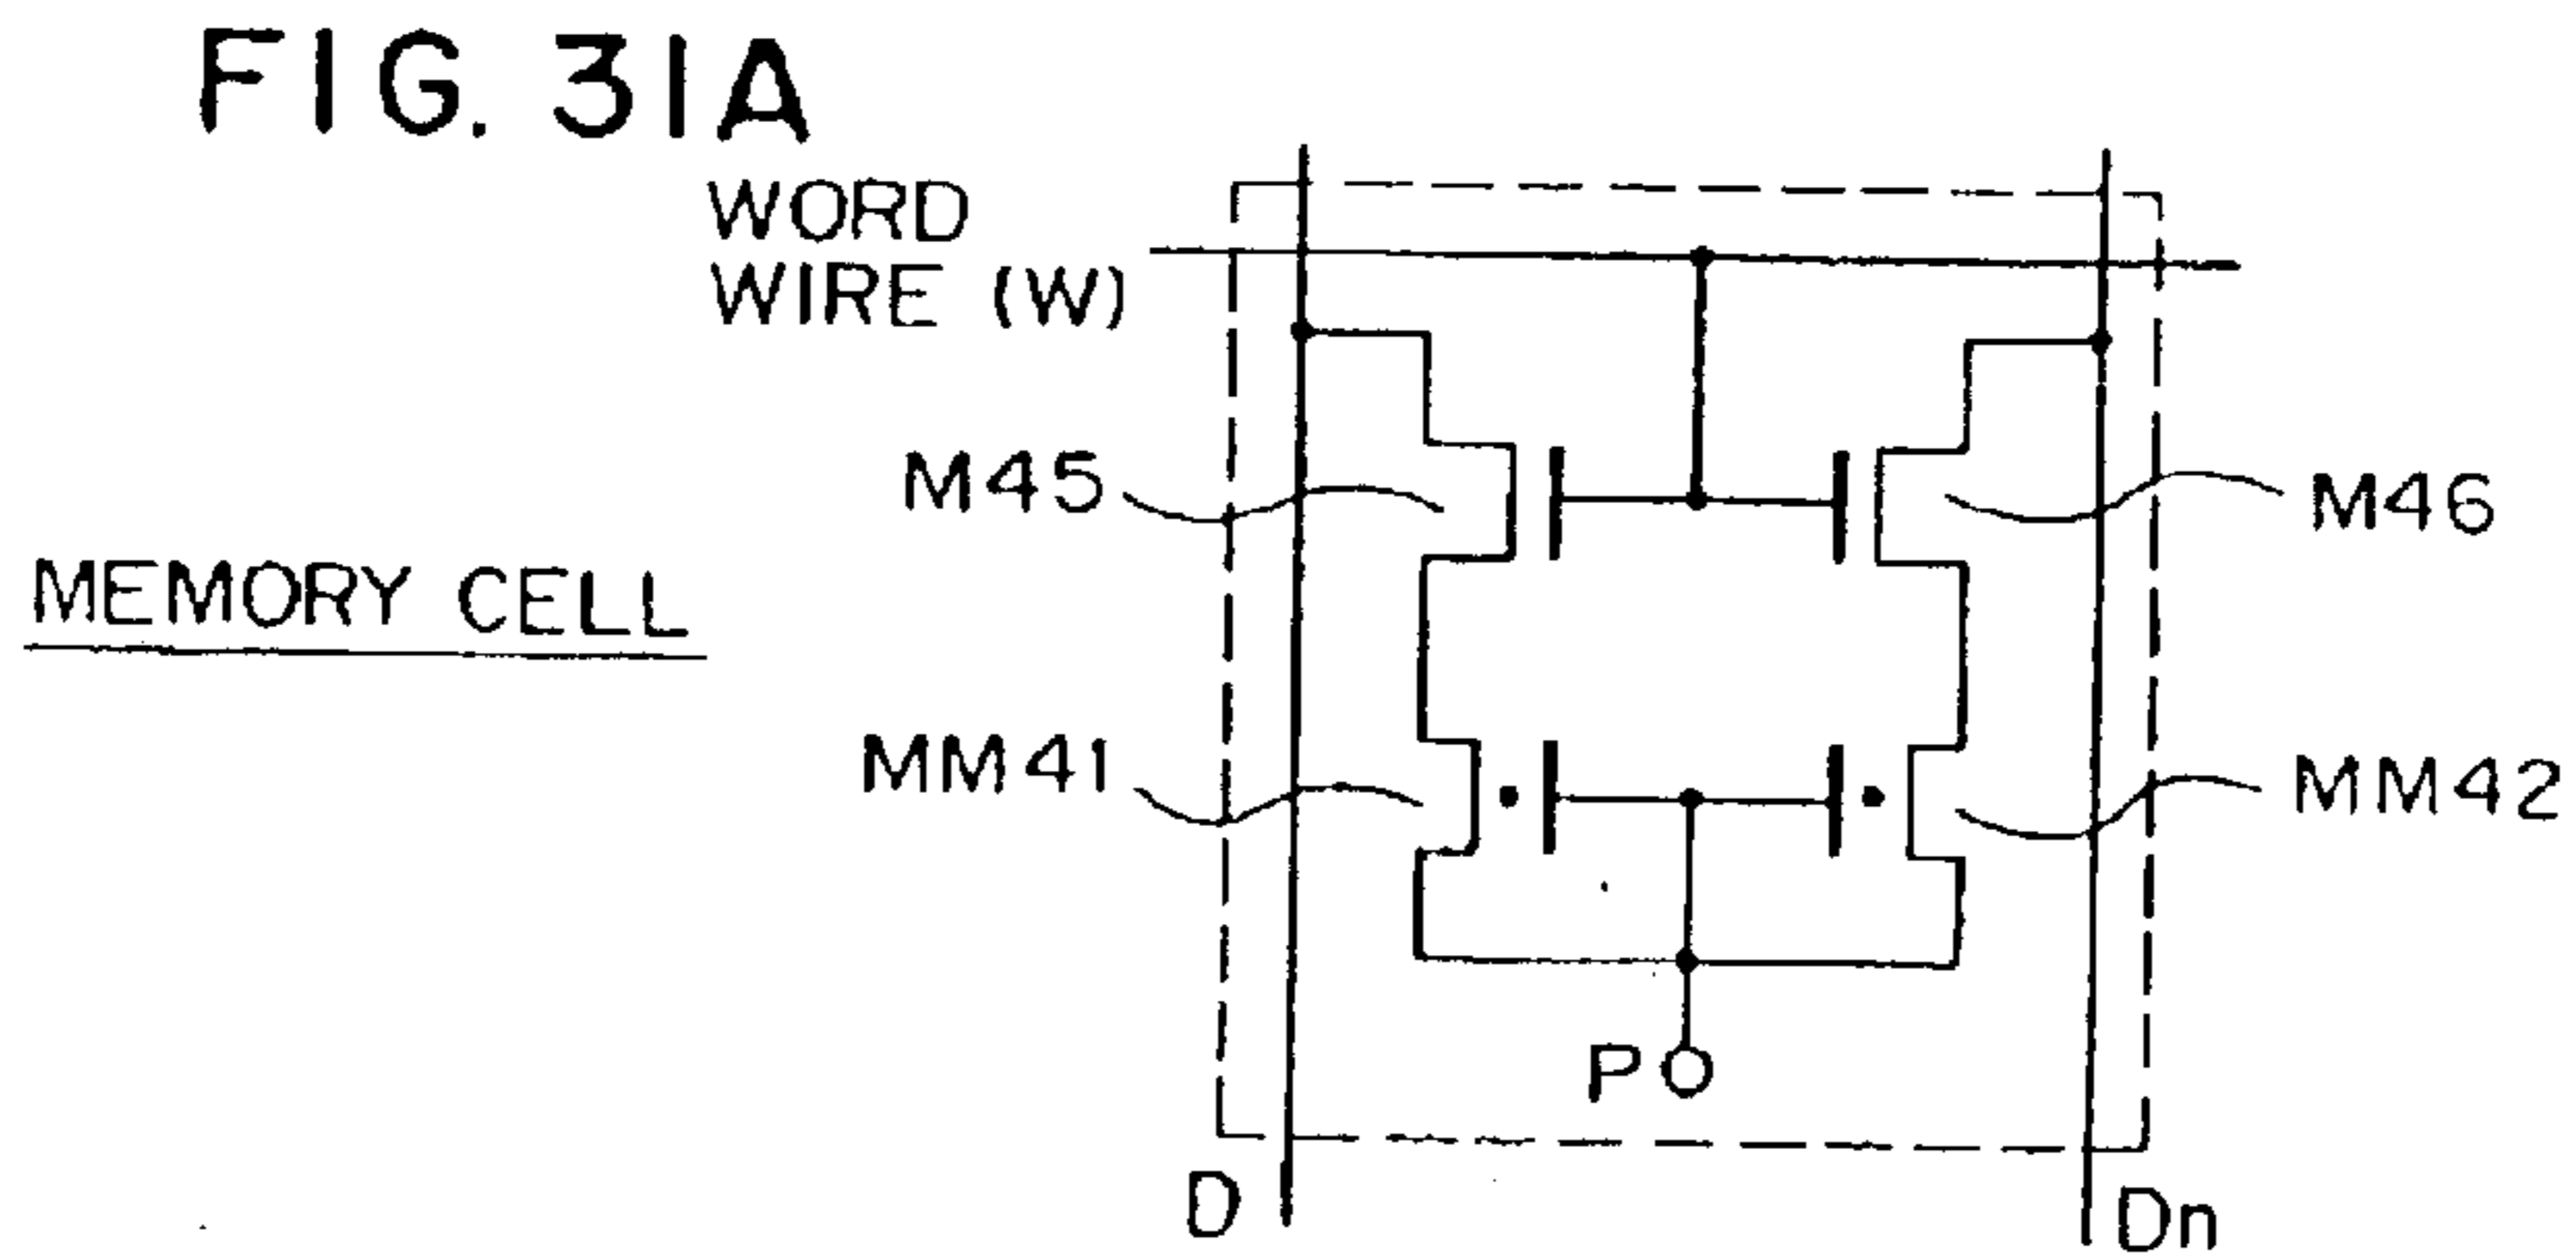 FIG. 31A
WORD
WIRE (W)
M45
M46
MEMORY CELL
MM41
MM42
P
D
Dn